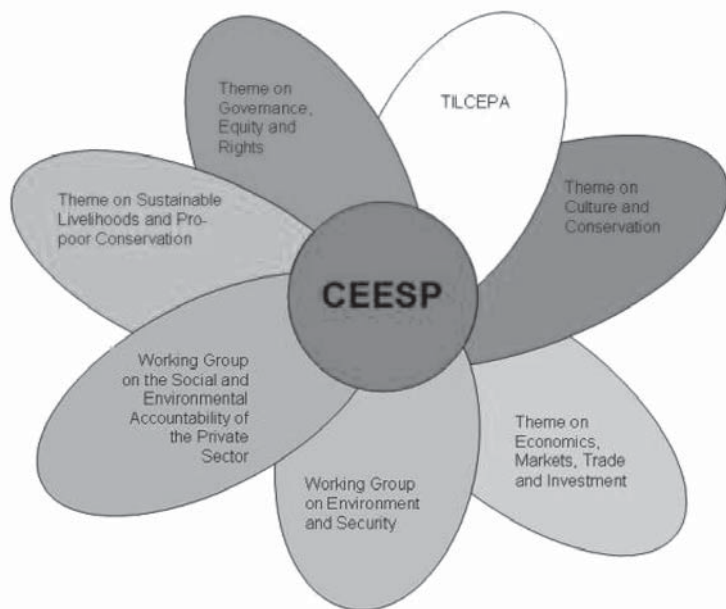 Theme on
Governance,
Equity and
Rights
TILCEPA
Theme on
Culture and
Conservation
Theme on Sustainable
Livelihoods and Pro-
poor Conservation
CEESP
Working Group
on the Social and
Environmental
Accountability of
the Private
Sector
Working Group
on Environment
and Security
Theme on
Economics,
Markets, Trade
and Investment